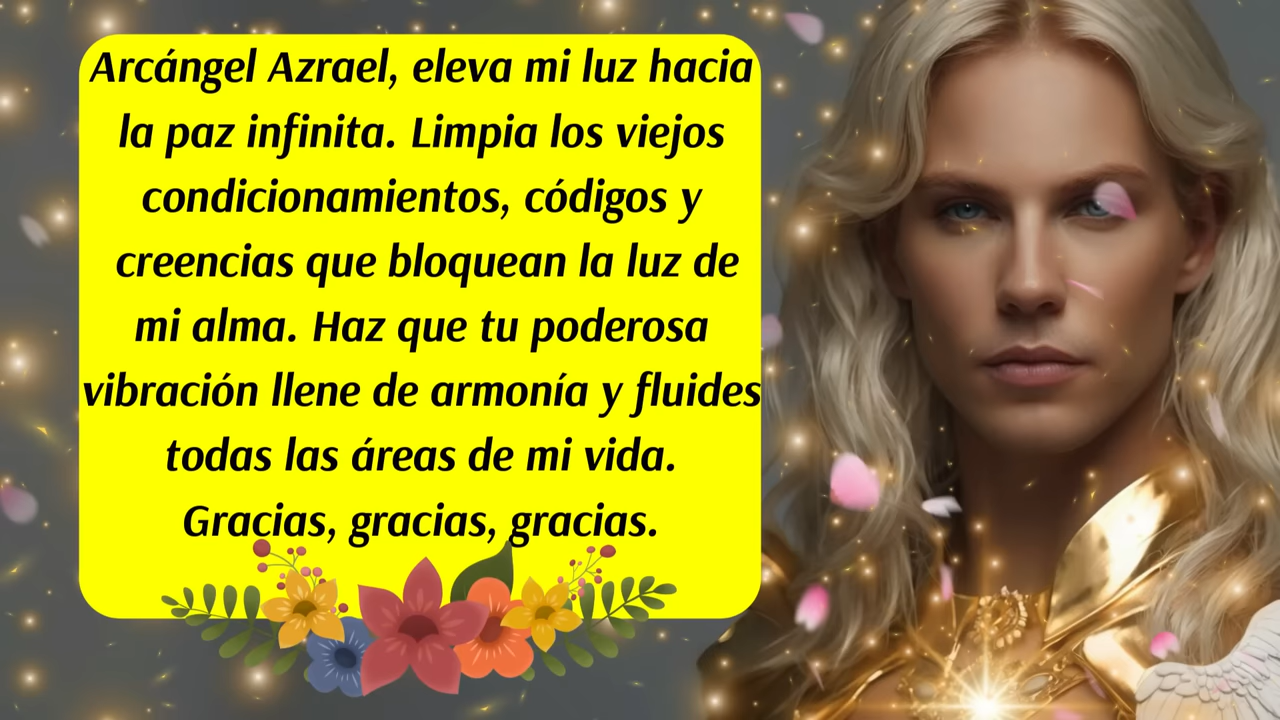 Arcángel Azrael, eleva mi luz hacia
la paz infinita. Limpia los viejos
condicionamientos, códigos y
creencias que bloquean la luz de
mi alma. Haz que tu poderosa
vibración llene de armonía y fluides
todas las áreas de mi vida.
Gracias, gracias, gracias.